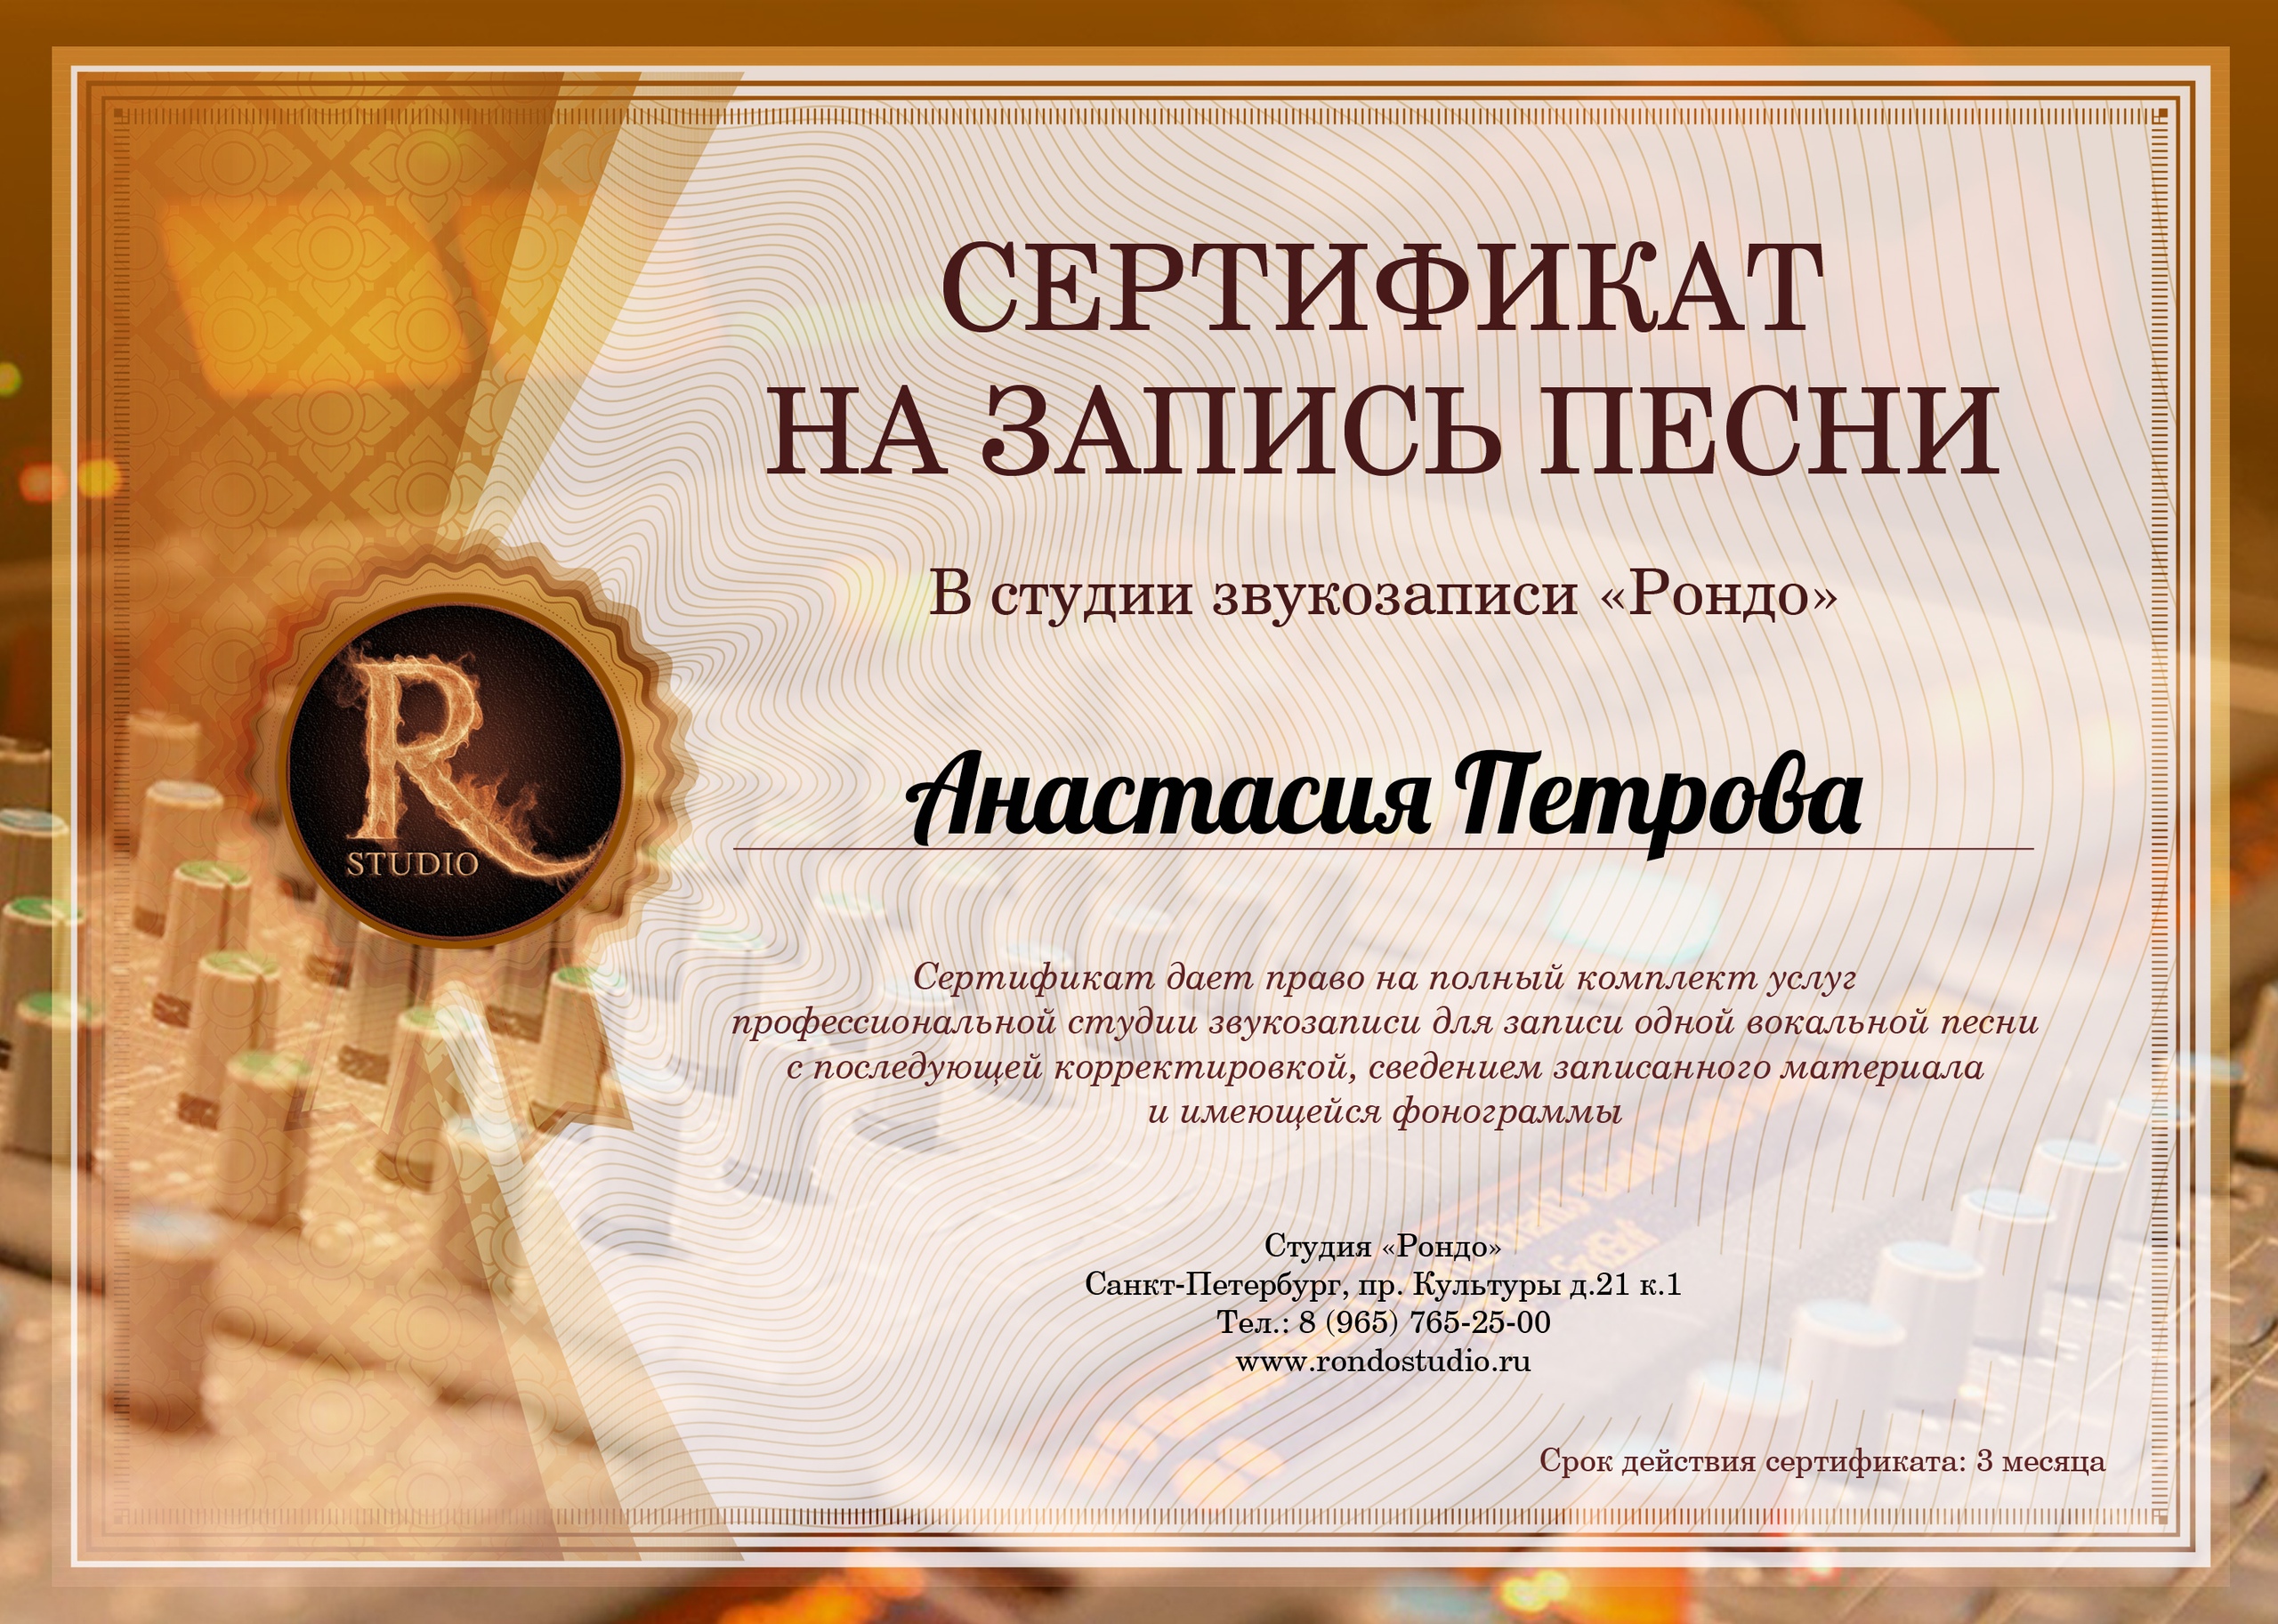 СЕРТИФИКАТ
НА ЗАПИСЬ ПЕСНИ
В студии звукозаписи «Рондо»
R
STUDIO
Анастасия Петрова
Сертификат дает право на полный комплект услуг
профессиональной студии звукозаписи для записи одной вокальной песни
с последующей корректировкой, сведением записанного материала
и имеющейся фонограммы
Студия «Рондо»
Санкт-Петербург, пр. Культуры д.21 к.1
Тел.: 8 (965) 765-25-00
www.rondostudio.ru
Срок действия сертификата: 3 месяца